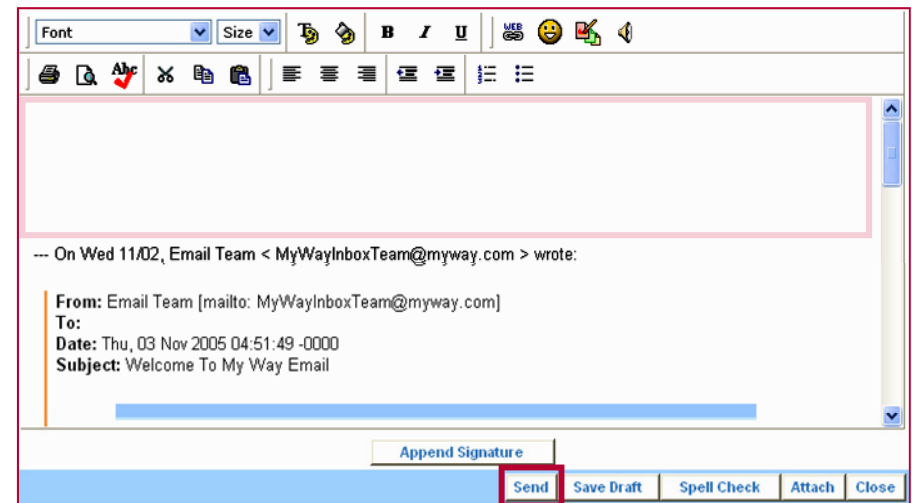 Font Size B I U WEB
Abc
--- On Wed 11/02, Email Team < MyWayInboxTeam@myway.com > wrote:
From: Email Team [mailto: MyWayInboxTeam@myway.com]
To:
Date: Thu, 03 Nov 2005 04:51:49 -0000
Subject: Welcome To My Way Email
Append Signature
Send Save Draft Spell Check Attach Close